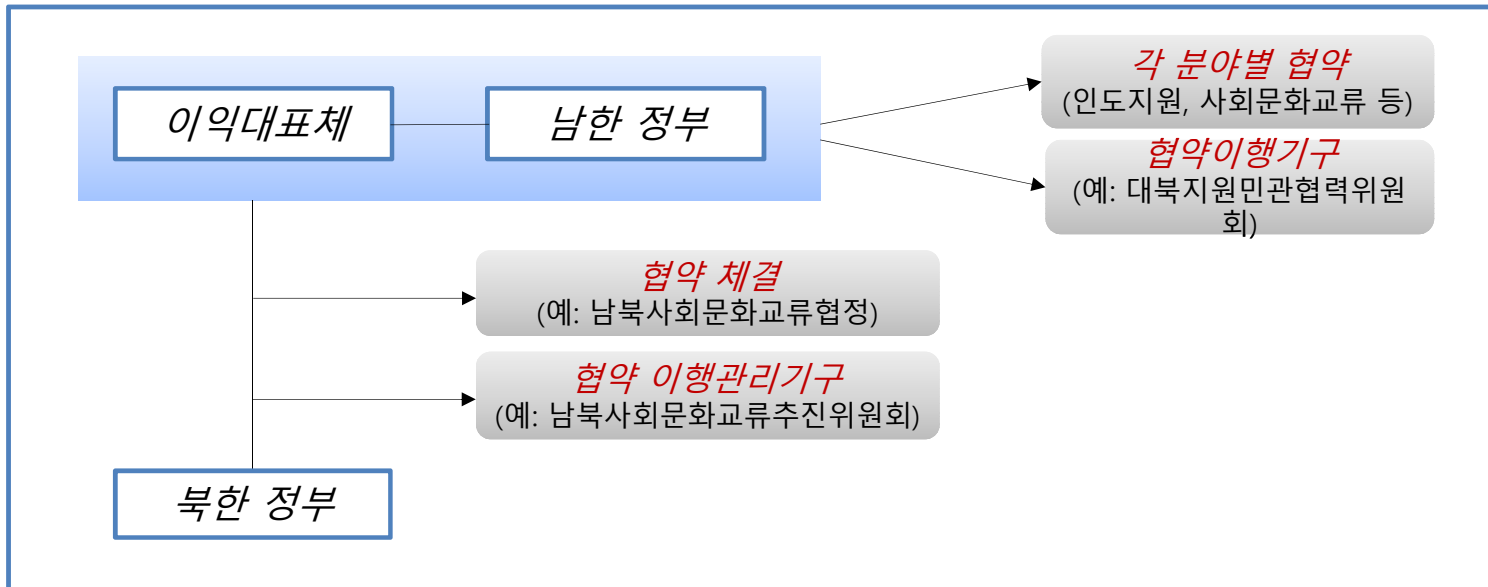 이익대표체
남한 정부
각 분야별 협약
(인도지원, 사회문화교류 등)
협약이행기구
(예: 대북지원민관협력위원
회)
협약 체결
(예: 남북사회문화교류협정)
협약 이행관리기구
(예: 남북사회문화교류추진위원회)
북한 정부